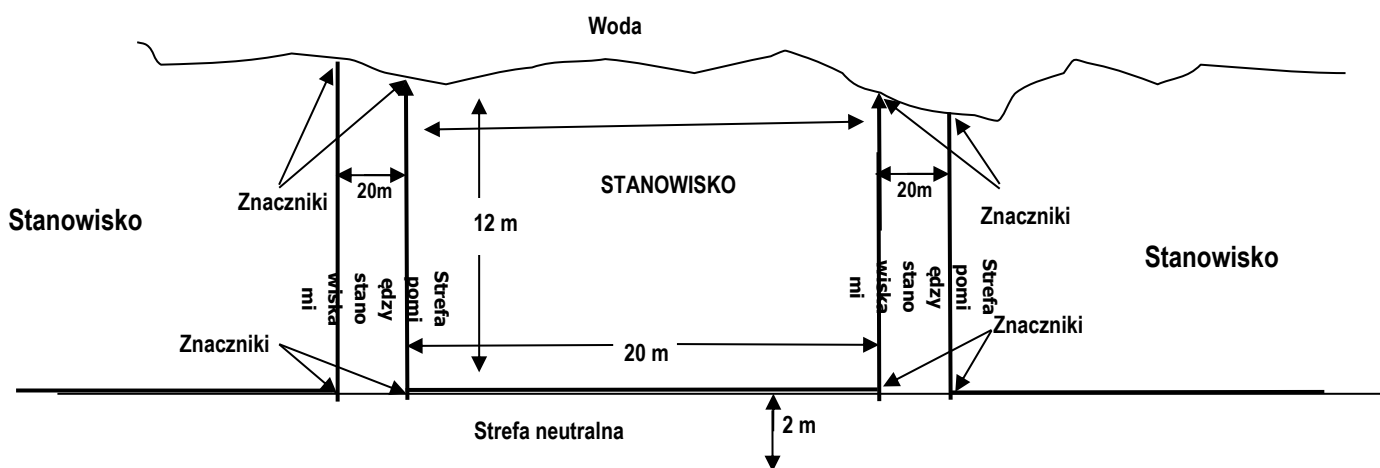 Woda
20m
STANOWISKO
20m
Znaczniki
Znaczniki
Stanowisko
12 m
Stanowisko
Strefa
pomi
ędzy
stano
wiska
mi
Strefa
pomi
ędzy
stano
wiska
mi
Znaczniki
Znaczniki
20 m
Strefa neutralna
2 m